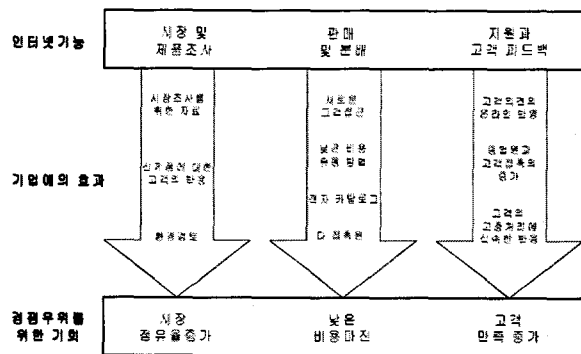 인터넷기능
시장 및
제품조사
판매
및 분배
지원과
고객 피드백
기업에의 효과
시장조사를
위한 자료
신제품에 대한
고객의 반응
환경검토
새로운
고객접근
낮은 비용
유통 방법
전자 카탈로그
다 접촉원
고객의견의
온라인 반영
종업원과
고객접촉의
증가
고객의
고충처리에
신속한 반응
경쟁우위를
위한 기회
시장
점유율증가
낮은
비용마진
고객
만족 증가